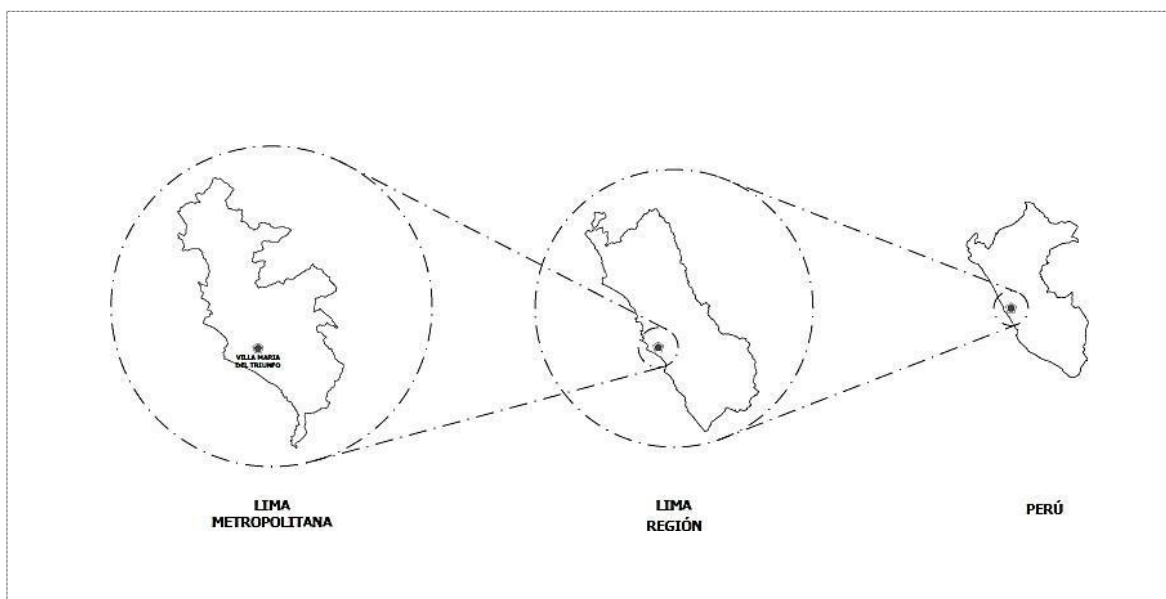 VILLA MARIA
DEL TRIUNFO
LIMA
METROPOLITANA
LIMA
REGIÓN
PERÚ